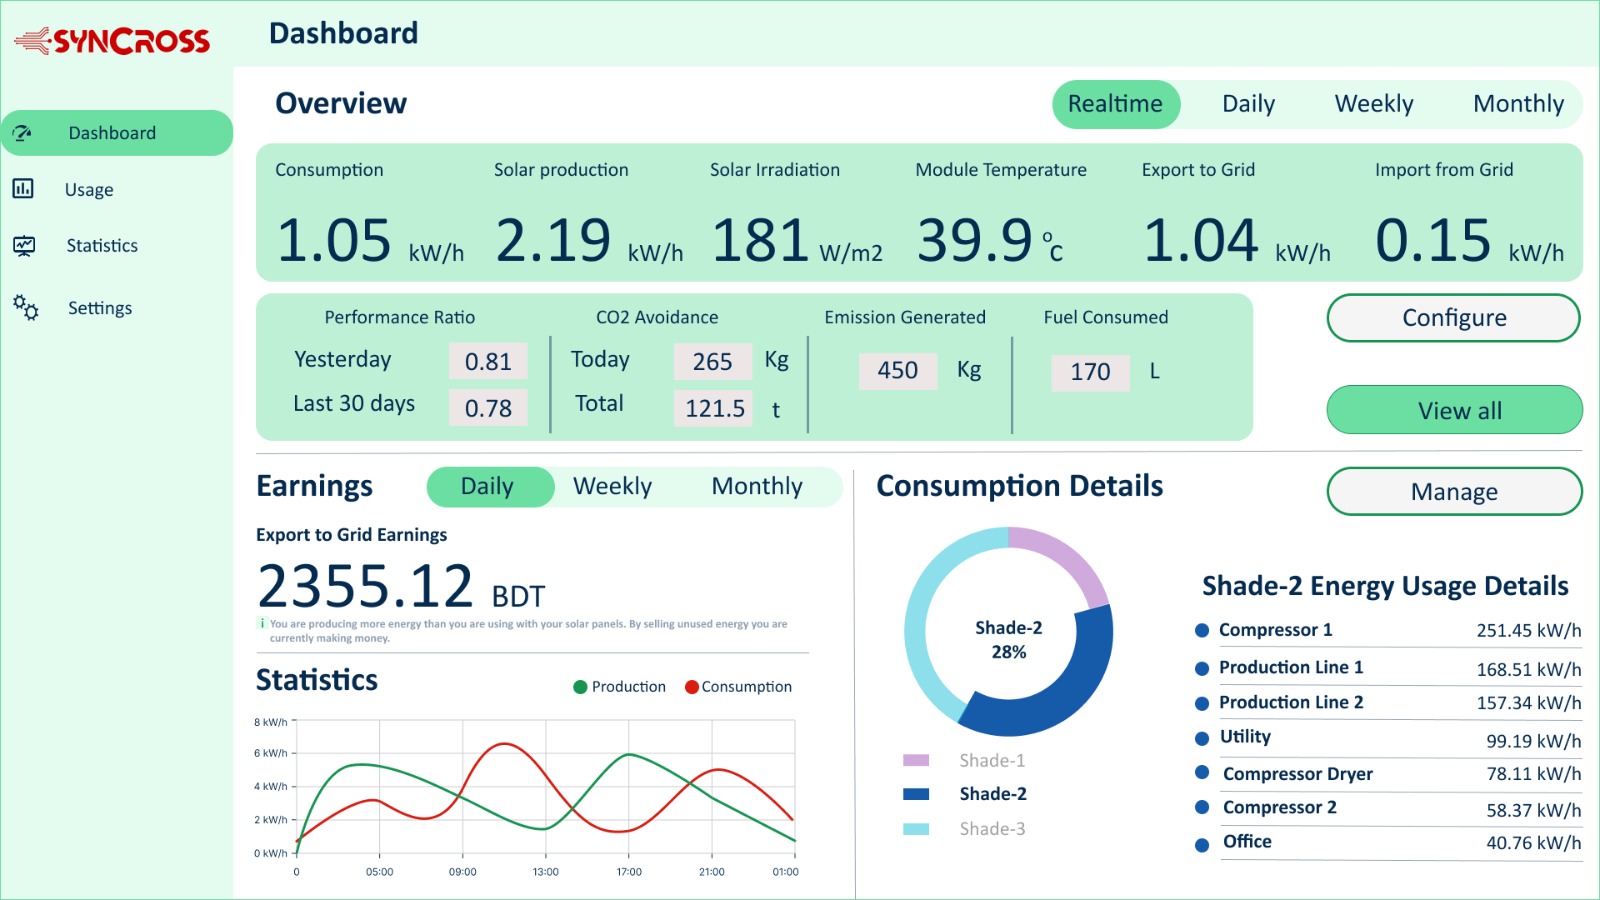 SYNCROSS
Dashboard
Dashboard
Usage
Statistics
Settings
Overview
Realtime Daily Weekly Monthly
Consumption Solar production Solar Irradiation Module Temperature Export to Grid Import from Grid
1.05 kW/h 2.19 kW/h 181 W/m2 39.9 °C 1.04 kW/h 0.15 kW/h
Performance Ratio CO2 Avoidance Emission Generated Fuel Consumed
Yesterday 0.81 Today 265 Kg 450 Kg 170 L
Last 30 days 0.78 Total 121.5 t
Configure
View all
Earnings Daily Weekly Monthly
Export to Grid Earnings
2355.12 BDT
i You are producing more energy than you are using with your solar panels. By selling unused energy you are
currently making money.
Statistics
Production Consumption
8 kW/h
6 kW/h
4 kW/h
2 kW/h
0 kW/h
0 05:00 09:00 13:00 17:00 21:00 01:00
Consumption Details
Manage
Shade-2
28%
Shade-1
Shade-2
Shade-3
Shade-2 Energy Usage Details
Compressor 1 251.45 kW/h
Production Line 1 168.51 kW/h
Production Line 2 157.34 kW/h
Utility 99.19 kW/h
Compressor Dryer 78.11 kW/h
Compressor 2 58.37 kW/h
Office 40.76 kW/h